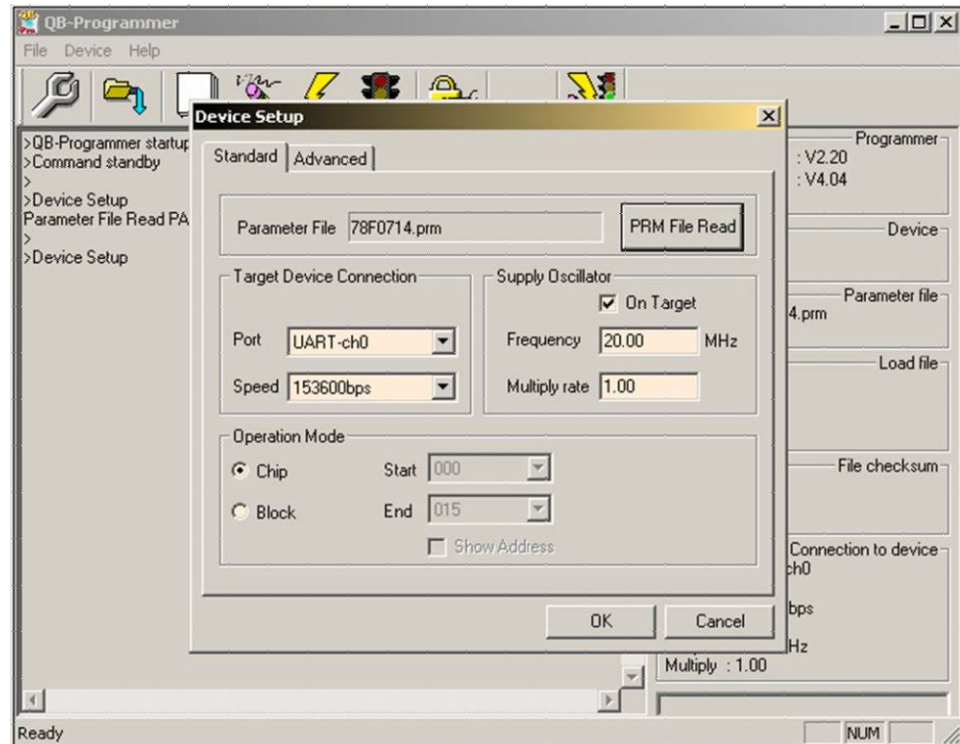 QB-Programmer
File Device Help
Device Setup
Standard Advanced
Parameter File 78F0714.prm PRM File Read
Target Device Connection
Port UART-ch0
Speed 153600bps
Supply Oscillator
On Target
Frequency 20.00 MHz
Multiply rate 1.00
Operation Mode
Chip Start 000
Block End 015
Show Address
OK Cancel
>QB-Programmer startup
>Command standby
>
>Device Setup
Parameter File Read PA
>
>Device Setup
Programmer
: V2.20
: V4.04
Device
Parameter file
4.prm
Load file
File checksum
Connection to device
ch0
bps
Hz
Multiply : 1.00
Ready NUM